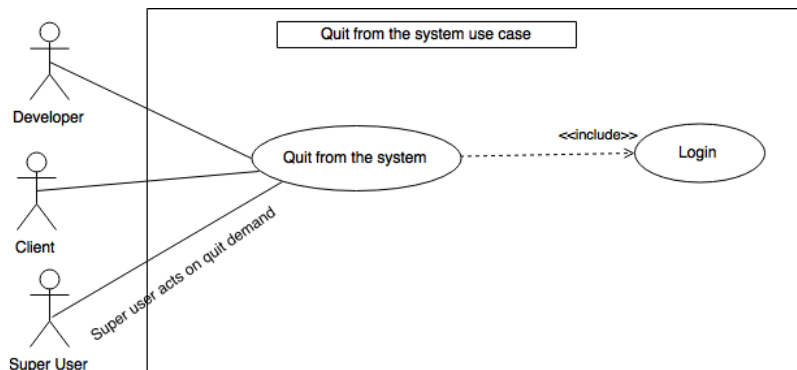 Quit from the system use case
Developer
<<include>>
Quit from the system
Login
Client
Super user acts on quit demand
Super User